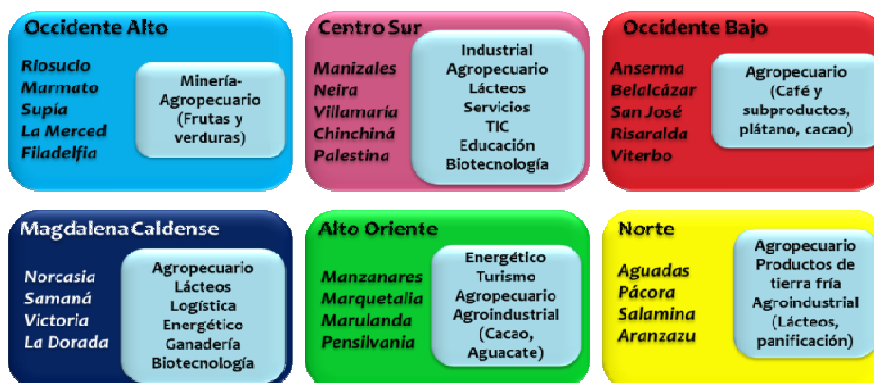 Occidente Alto
Riosucio
Marmato
Supía
La Merced
Filadelfia
Minería-
Agropecuario
(Frutas y
verduras)
Centro Sur
Manizales
Neira
Villamaría
Chinchiná
Palestina
Industrial
Agropecuario
Lácteos
Servicios
TIC
Educación
Biotecnología
Occidente Bajo
Anserma
Belalcázar
San José
Risaralda
Viterbo
Agropecuario
(Café y
subproductos,
plátano, cacao)
Magdalena Caldense
Norcasia
Samaná
Victoria
La Dorada
Agropecuario
Lácteos
Logística
Energético
Ganadería
Biotecnología
Alto Oriente
Manzanares
Marquetalia
Marulanda
Pensilvania
Energético
Turismo
Agropecuario
Agroindustrial
(Cacao,
Aguacate)
Norte
Aguadas
Pácora
Salamina
Aranzazu
Agropecuario
Productos de
tierra fría
Agroindustrial
(Lácteos,
panificación)